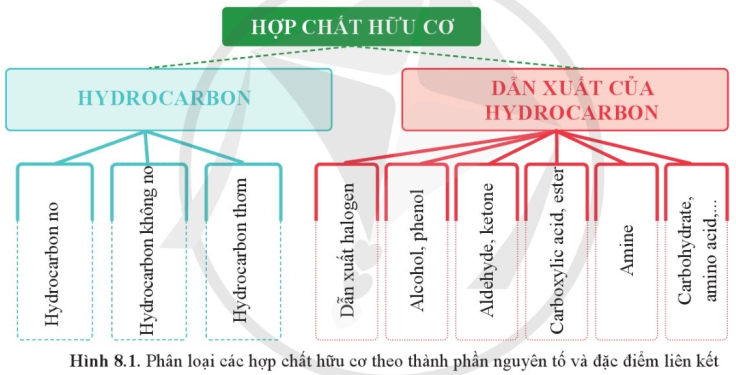 HỢP CHẤT HỮU CƠ
HYDROCARBON
DẪN XUẤT CỦA
HYDROCARBON
Hydrocarbon no
Hydrocarbon không no
Hydrocarbon thơm
Dẫn xuất halogen
Alcohol, phenol
Aldehyde, ketone
Carboxylic acid, ester
Amine
Carbohydrate,
amino acid,...
Hình 8.1. Phân loại các hợp chất hữu cơ theo thành phần nguyên tố và đặc điểm liên kết